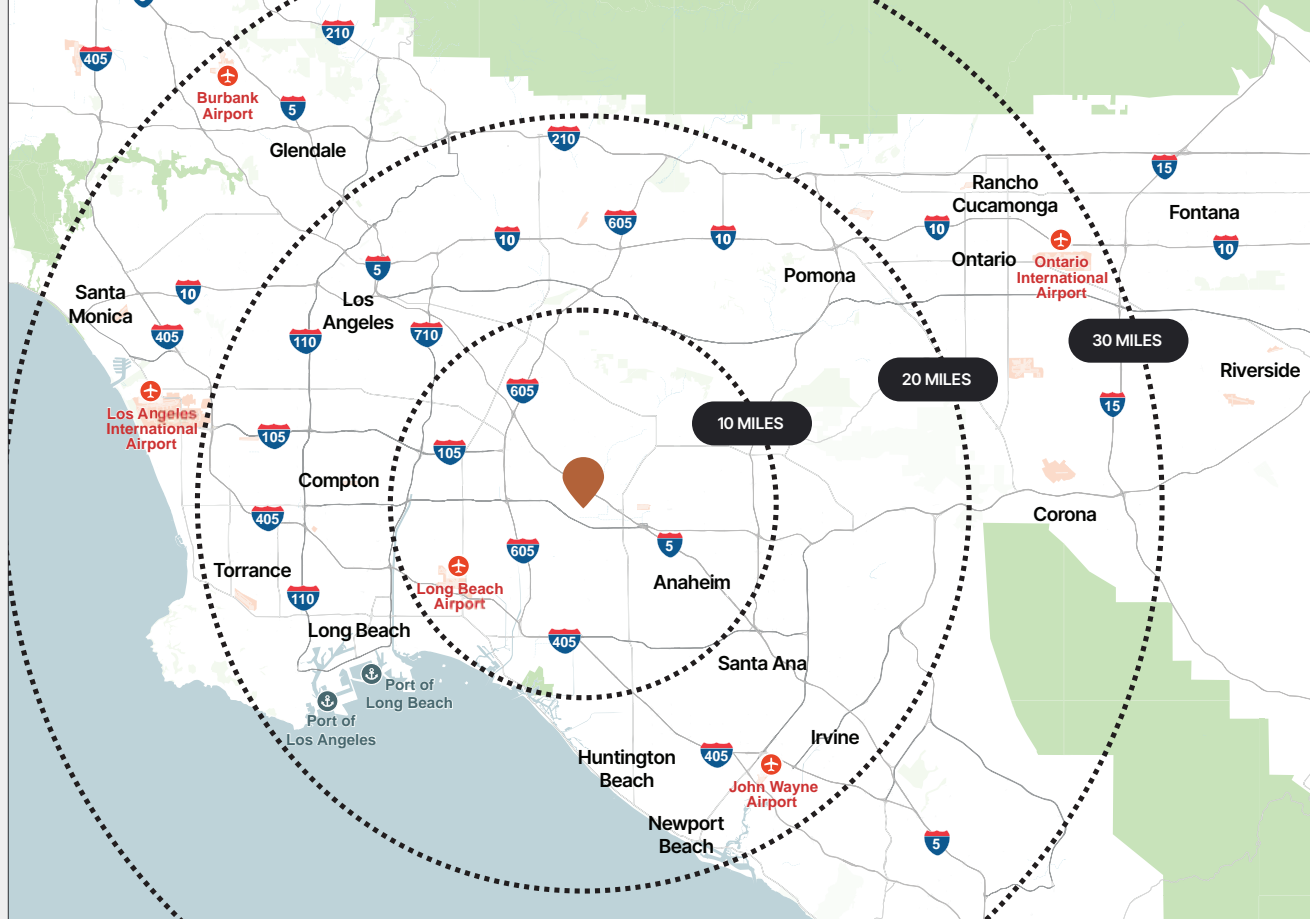 210
405
Burbank
Airport
5
Glendale
210
15
Rancho
Cucamonga
Fontana
605
10
10
10
10
Ontario
Ontario
International
Airport
5
Pomona
10
Santa
Monica
Los
Angeles
405
110
710
30 MILES
20 MILES
Riverside
605
15
Los Angeles
International
Airport
10 MILES
105
105
Compton
405
Corona
605
5
Torrance
Anaheim
Long Beach
Airport
110
Long Beach
405
Santa Ana
Port of
Long Beach
Port of
Los Angeles
Irvine
405
Huntington
Beach
John Wayne
Airport
Newport
Beach
5